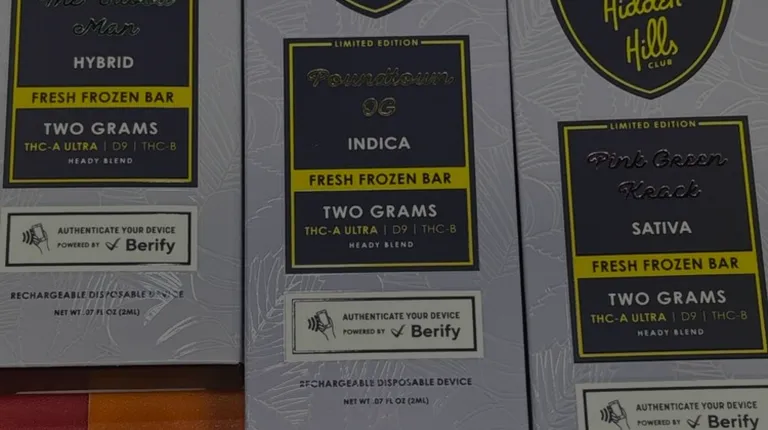 Man
HYBRID
FRESH FROZEN BAR
TWO GRAMS
THC-A ULTRA | D9 | THC-B
HEADY BLEND
AUTHENTICATE YOUR DEVICE
POWERED BY Berify
RECHARGEABLE DISPOSABLE DEVICE
NET WT .07 FL OZ (2ML)
LIMITED EDITION
Poundtown
9G
INDICA
FRESH FROZEN BAR
TWO GRAMS
THC-A ULTRA | D9 | THC-B
HEADY BLEND
AUTHENTICATE YOUR DEVICE
POWERED BY Berify
RECHARGEABLE DISPOSABLE DEVICE
NET WT .07 FL OZ (2ML)
Hidden
Hills
CLUB
LIMITED EDITION
Pink Green
Krack
SATIVA
FRESH FROZEN BAR
TWO GRAMS
THC-A ULTRA | D9 | THC-B
HEADY BLEND
AUTHENTICATE YOUR DEVICE
POWERED BY Berify